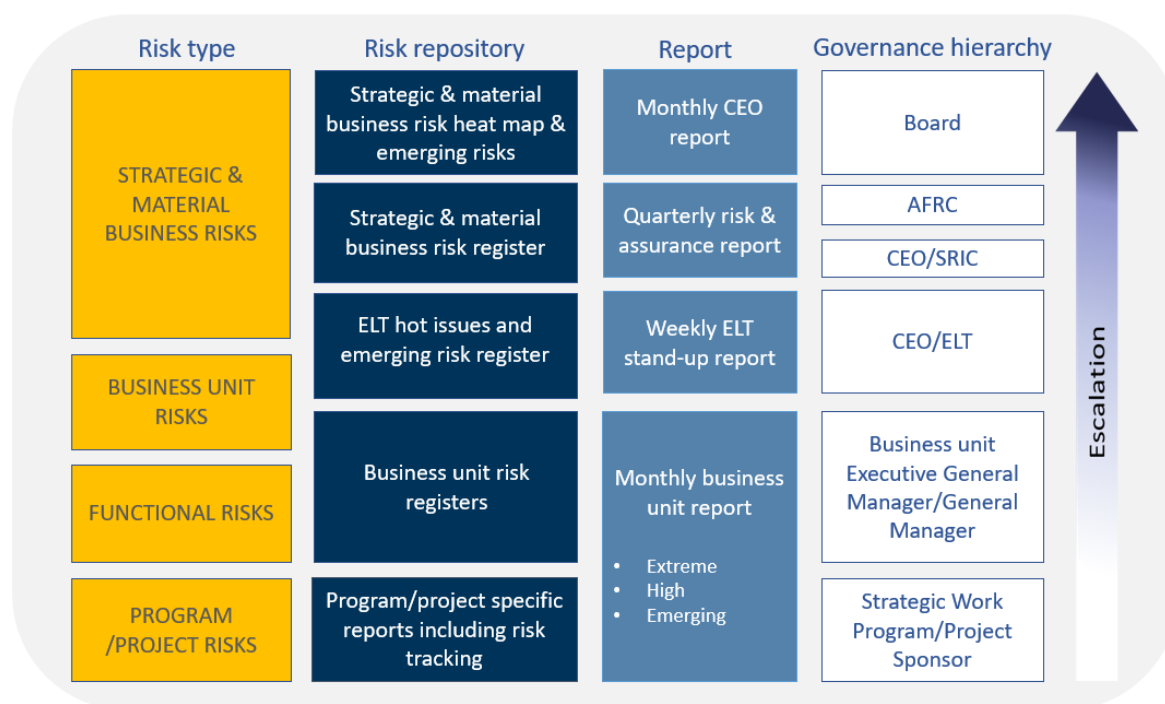 Risk type
Risk repository
Report
Governance hierarchy
STRATEGIC &
MATERIAL
BUSINESS RISKS
BUSINESS UNIT
RISKS
FUNCTIONAL RISKS
PROGRAM
/PROJECT RISKS
Strategic & material
business risk heat map &
emerging risks
Strategic & material
business risk register
ELT hot issues and
emerging risk register
Business unit risk
registers
Program/project specific
reports including risk
tracking
Monthly CEO
report
Quarterly risk &
assurance report
Weekly ELT
stand-up report
Monthly business
unit report
• Extreme
• High
• Emerging
Board
AFRC
CEO/SRIC
CEO/ELT
Business unit
Executive General
Manager/General
Manager
Strategic Work
Program/Project
Sponsor
Escalation